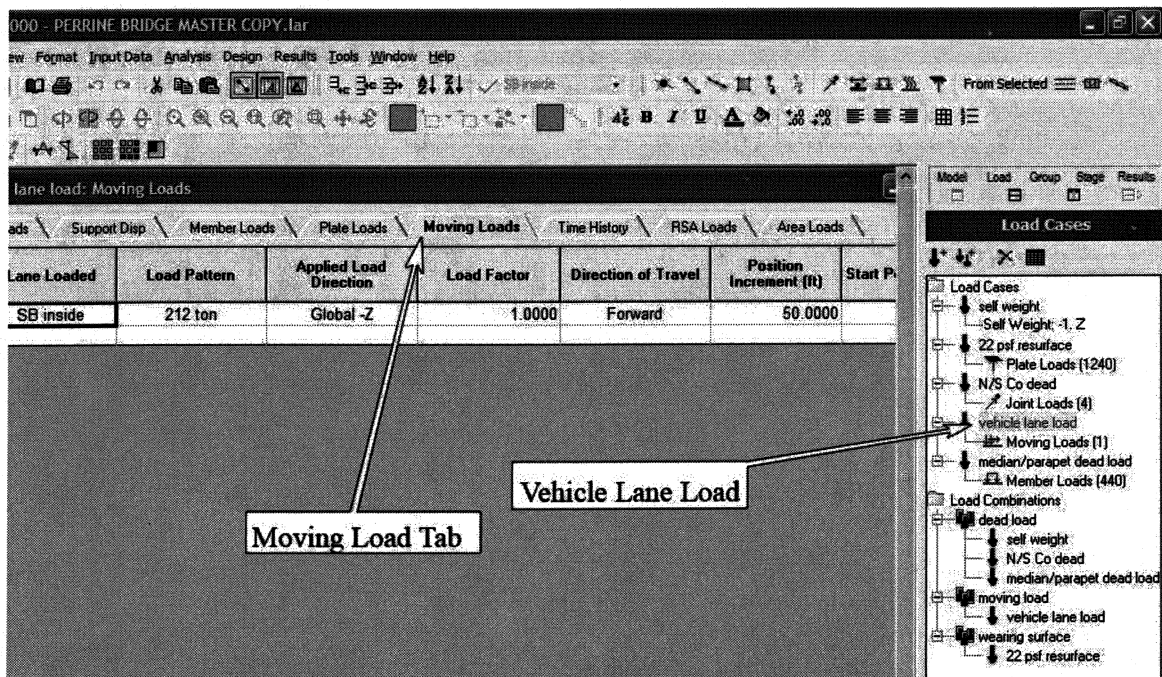 000 - PERRINE BRIDGE MASTER COPY.lar
ew Format Input Data Analysis Design Results Tools Window Help
SB inside From Selected
B I U A
lane load: Moving Loads
Model Load Group Stage Results
ads Support Disp Member Loads Plate Loads Moving Loads Time History RSA Loads Area Loads
Load Cases
Lane Loaded Load Pattern Applied Load Direction Load Factor Direction of Travel Position Increment (ft) Start P
SB inside 212 ton Global -Z 1.0000 Forward 50.0000
Load Cases
self weight
Self Weight: -1, Z
22 psf resurface
Plate Loads (1240)
N/S Co dead
Joint Loads (4)
vehicle lane load
Moving Loads (1)
median/parapet dead load
Member Loads (440)
Load Combinations
dead load
self weight
N/S Co dead
median/parapet dead load
moving load
vehicle lane load
wearing surface
22 psf resurface
Vehicle Lane Load
Moving Load Tab